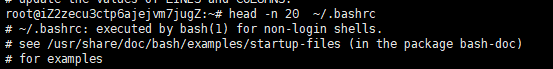 # update the values of LINES and COLUMNS.
root@iZ2zecu3ctp6ajejvm7jugZ:~# head -n 20  ~/.bashrc
# ~/.bashrc: executed by bash(1) for non-login shells.
# see /usr/share/doc/bash/examples/startup-files (in the package bash-doc)
# for examples